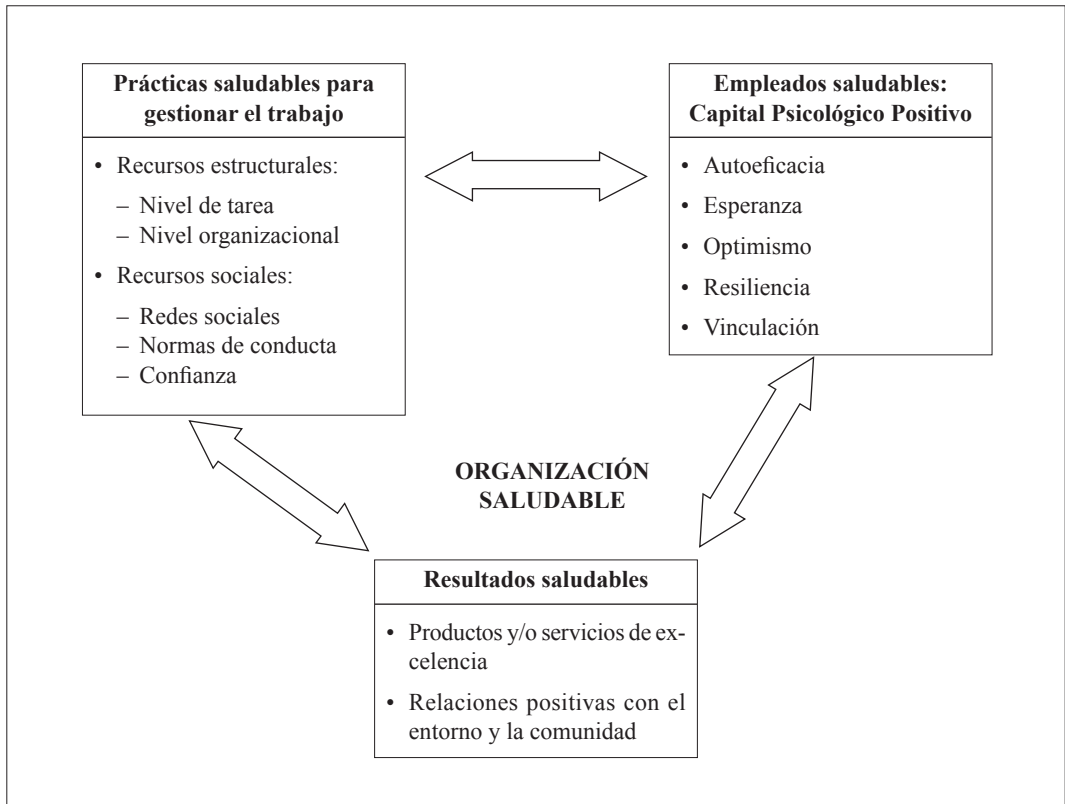 Prácticas saludables para
gestionar el trabajo
• Recursos estructurales:
– Nivel de tarea
– Nivel organizacional
• Recursos sociales:
– Redes sociales
– Normas de conducta
– Confianza
Empleados saludables:
Capital Psicológico Positivo
• Autoeficacia
• Esperanza
• Optimismo
• Resiliencia
• Vinculación
ORGANIZACIÓN
SALUDABLE
Resultados saludables
• Productos y/o servicios de ex-
celencia
• Relaciones positivas con el
entorno y la comunidad